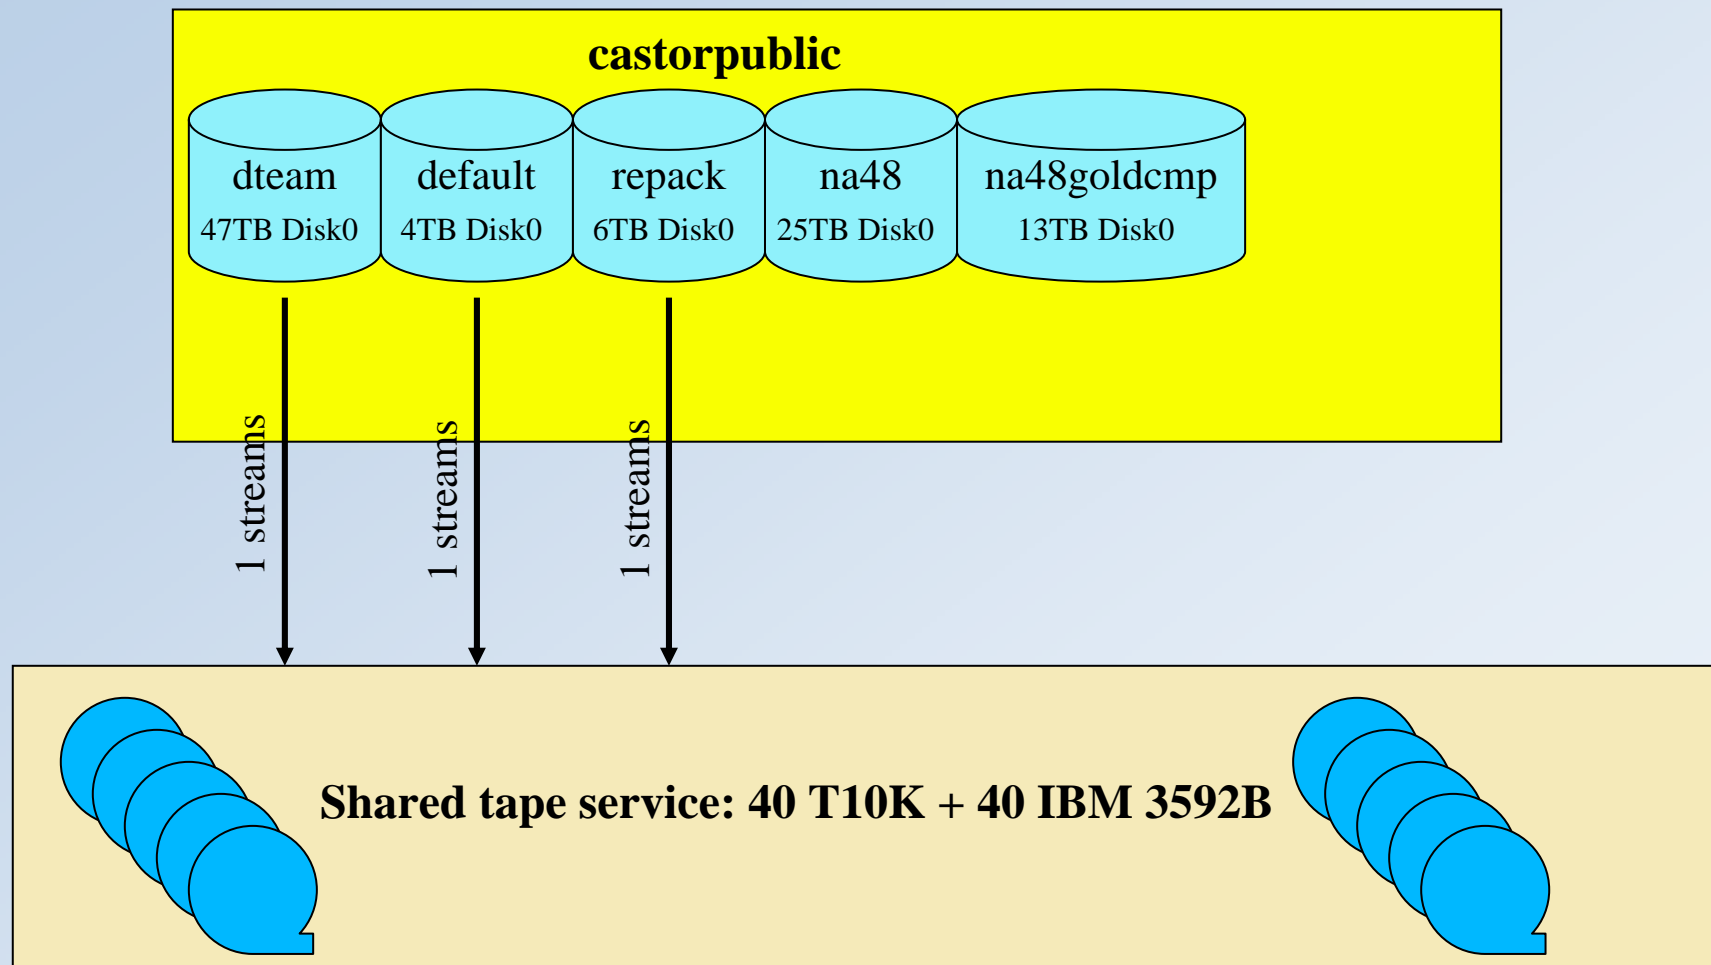 castorpublic
dteam
47TB Disk0
default
4TB Disk0
repack
6TB Disk0
na48
25TB Disk0
na48goldcmp
13TB Disk0
1 streams
1 streams
1 streams
Shared tape service: 40 T10K + 40 IBM 3592B